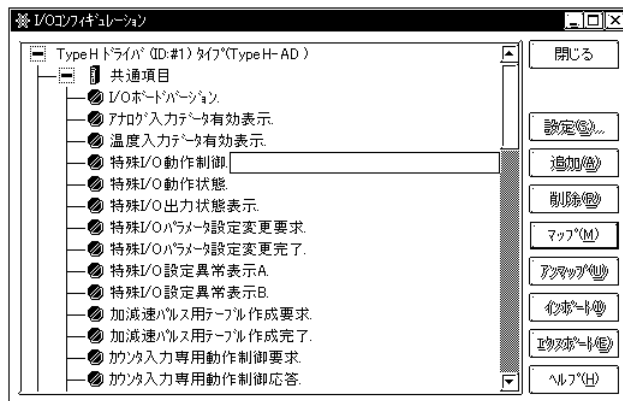 I/Oコンフィギュレーション
TypeH ドライバ (ID:#1) タイプ(TypeH-AD )
共通項目
I/Oボードバージョン.
アナログ入力データ有効表示.
温度入力データ有効表示.
特殊I/O動作制御.
特殊I/O動作状態.
特殊I/O出力状態表示.
特殊I/Oパラメータ設定変更要求.
特殊I/Oパラメータ設定変更完了.
特殊I/O設定異常表示A.
特殊I/O設定異常表示B.
加減速パルス用テーブル作成要求.
加減速パルス用テーブル作成完了.
カウンタ入力専用動作制御要求.
カウンタ入力専用動作制御応答.
閉じる
設定(S)...
追加(A)
削除(R)
マップ(M)
アンマップ(U)
インポート(I)
エクスポート(E)
ヘルプ(H)